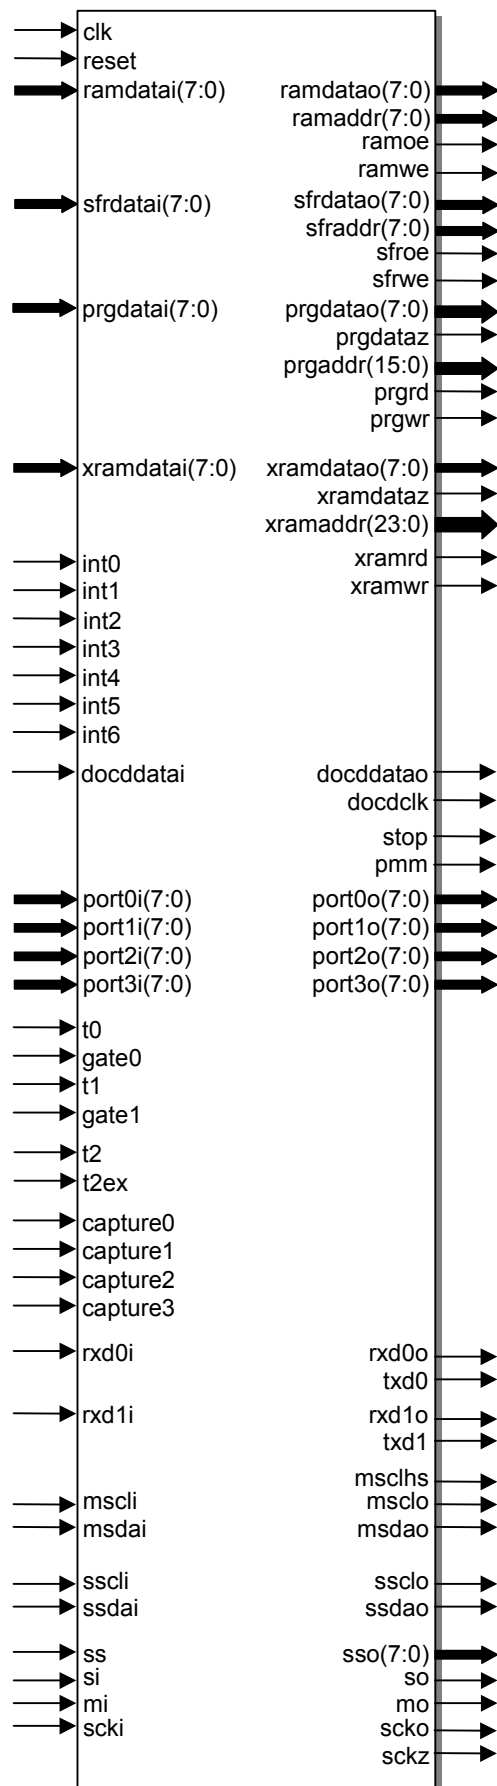 clk
reset
ramdatai(7:0) ramdatao(7:0)
ramaddr(7:0)
ramoe
ramwe
sfrdatai(7:0) sfrdatao(7:0)
sfraddr(7:0)
sfroe
sfrwe
prgdatai(7:0) prgdatao(7:0)
prgdataz
prgaddr(15:0)
prgrd
prgwr
xramdatai(7:0) xramdatao(7:0)
xramdataz
xramaddr(23:0)
int0 xramrd
int1 xramwr
int2
int3
int4
int5
int6
docddatai docddatao
docdclk
stop
pmm
port0i(7:0) port0o(7:0)
port1i(7:0) port1o(7:0)
port2i(7:0) port2o(7:0)
port3i(7:0) port3o(7:0)
t0
gate0
t1
gate1
t2
t2ex
capture0
capture1
capture2
capture3
rxd0i rxd0o
txd0
rxd1i rxd1o
txd1
msclhs
mscli msclo
msdai msdao
sscli ssclo
ssdai ssdao
ss sso(7:0)
si so
mi mo
scki scko
sckz